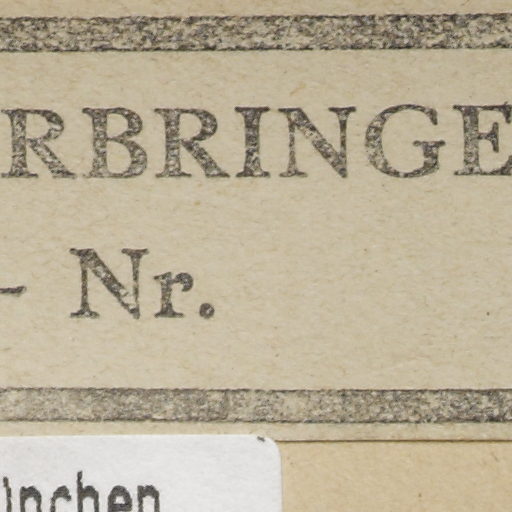 RBRINGE
- Nr.
ünchen